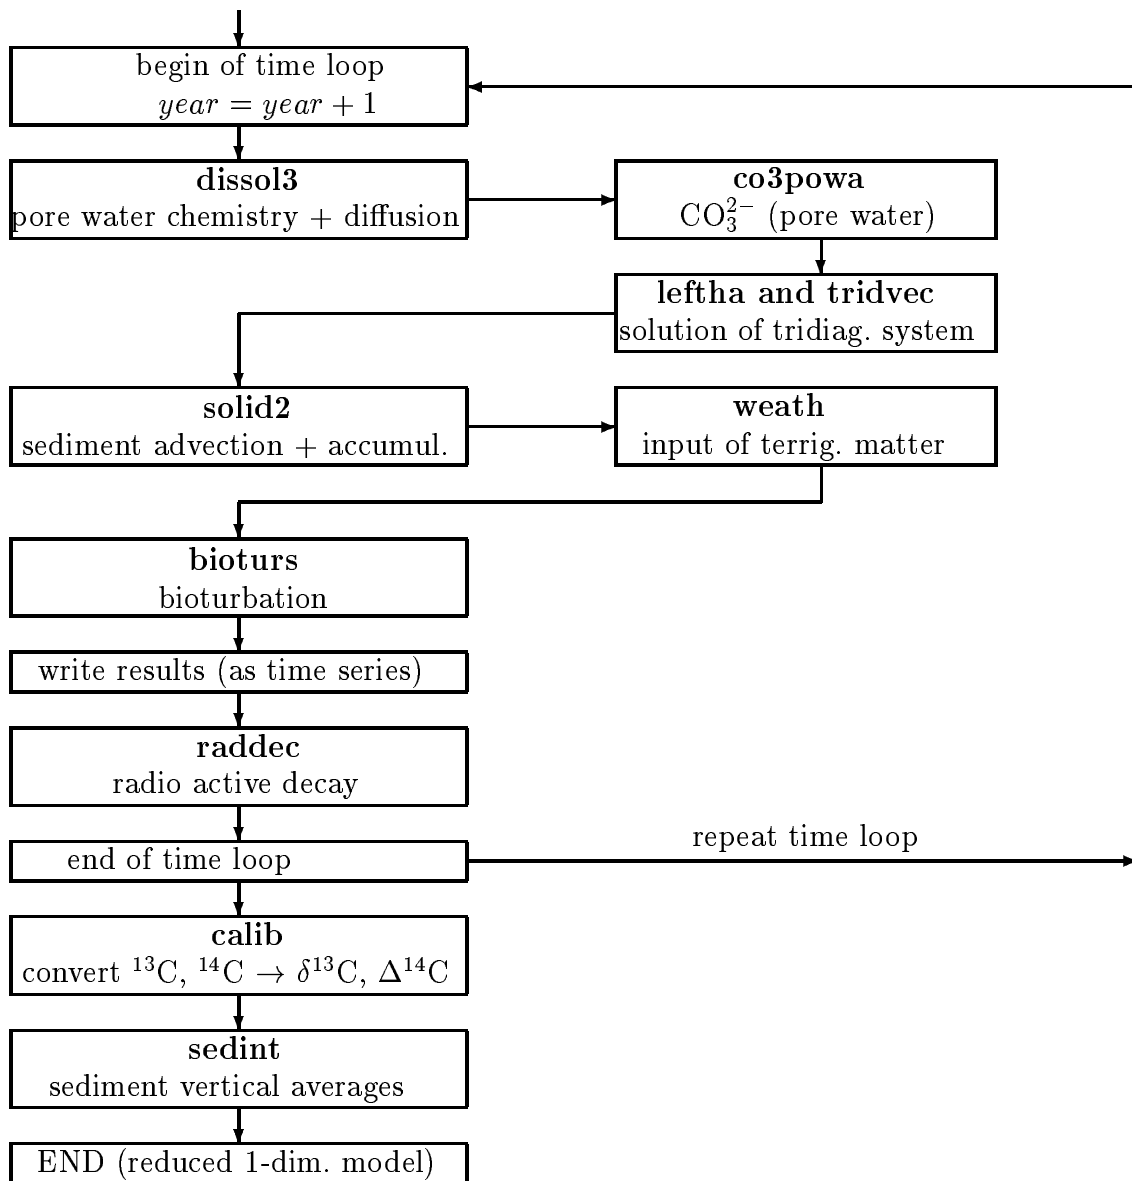 begin of time loop
year = year + 1
dissol3
pore water chemistry + diffusion
co3powa
CO₃²⁻ (pore water)
leftha and tridvec
solution of tridiag. system
solid2
sediment advection + accumul.
weath
input of terrig. matter
bioturs
bioturbation
write results (as time series)
raddec
radio active decay
end of time loop
repeat time loop
calib
convert ¹³C, ¹⁴C → δ¹³C, Δ¹⁴C
sedint
sediment vertical averages
END (reduced 1-dim. model)